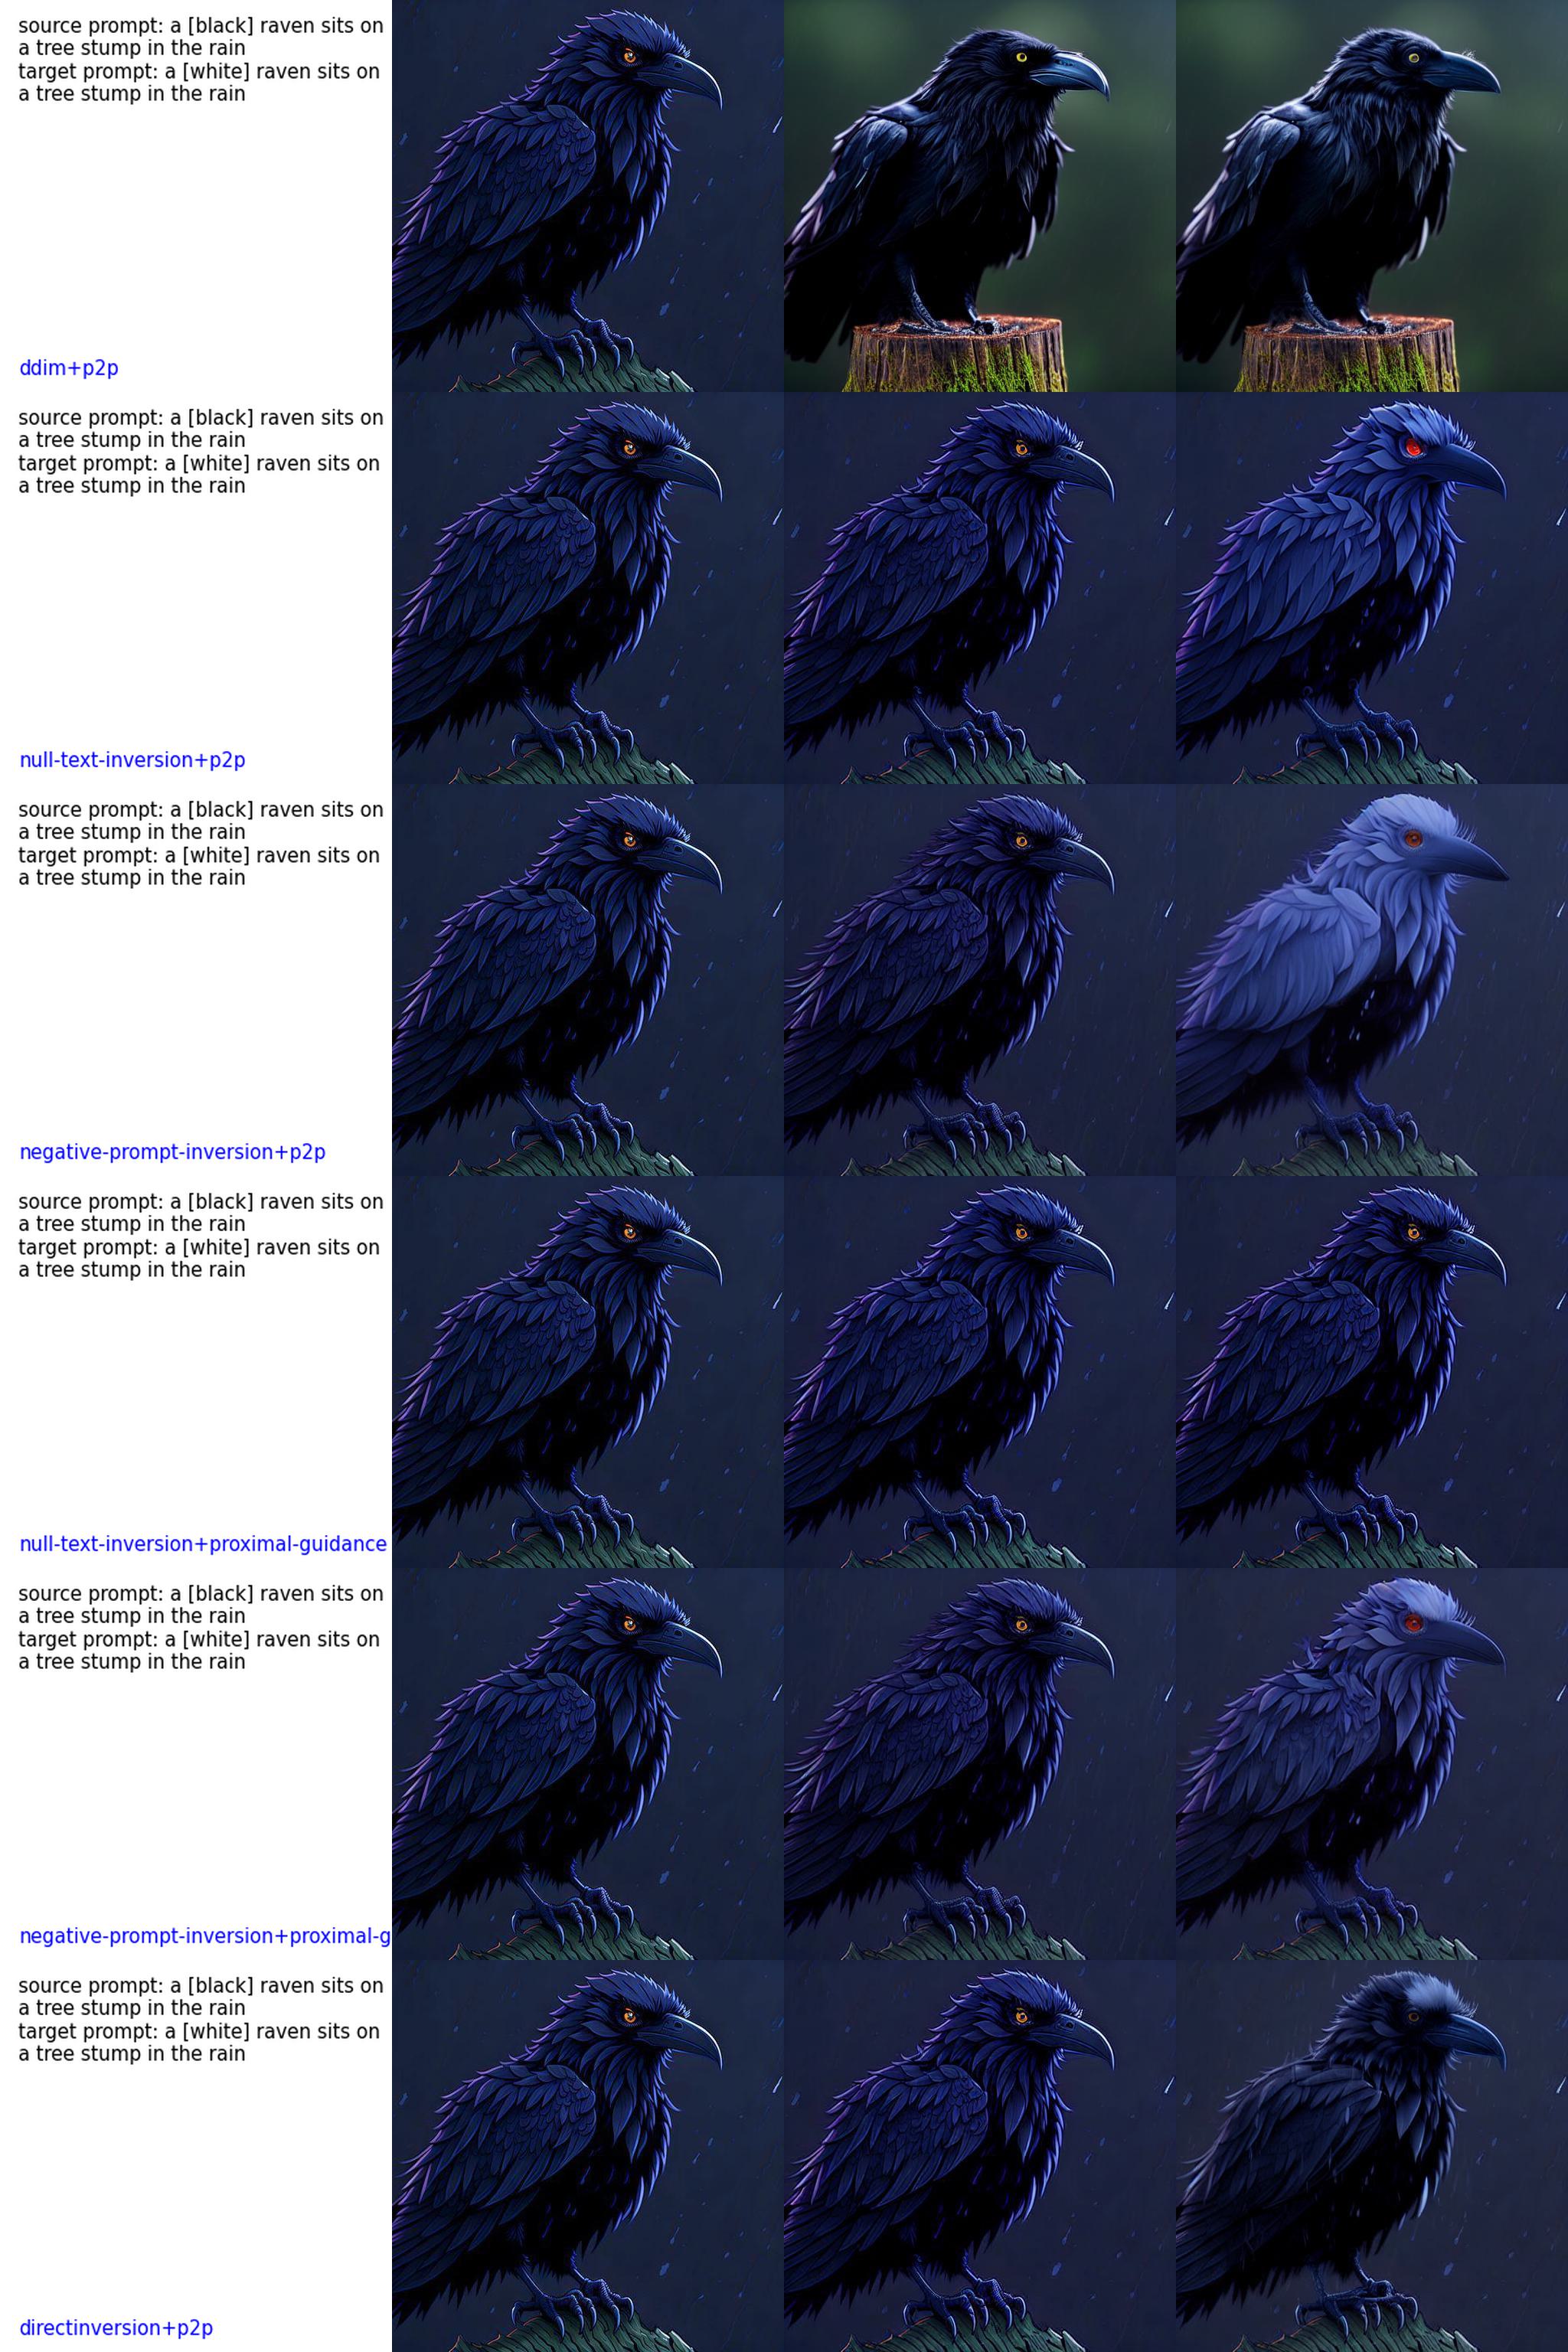 source prompt: a [black] raven sits on
a tree stump in the rain
target prompt: a [white] raven sits on
a tree stump in the rain
ddim+p2p
source prompt: a [black] raven sits on
a tree stump in the rain
target prompt: a [white] raven sits on
a tree stump in the rain
null-text-inversion+p2p
source prompt: a [black] raven sits on
a tree stump in the rain
target prompt: a [white] raven sits on
a tree stump in the rain
negative-prompt-inversion+p2p
source prompt: a [black] raven sits on
a tree stump in the rain
target prompt: a [white] raven sits on
a tree stump in the rain
null-text-inversion+proximal-guidance
source prompt: a [black] raven sits on
a tree stump in the rain
target prompt: a [white] raven sits on
a tree stump in the rain
negative-prompt-inversion+proximal-g
source prompt: a [black] raven sits on
a tree stump in the rain
target prompt: a [white] raven sits on
a tree stump in the rain
directinversion+p2p